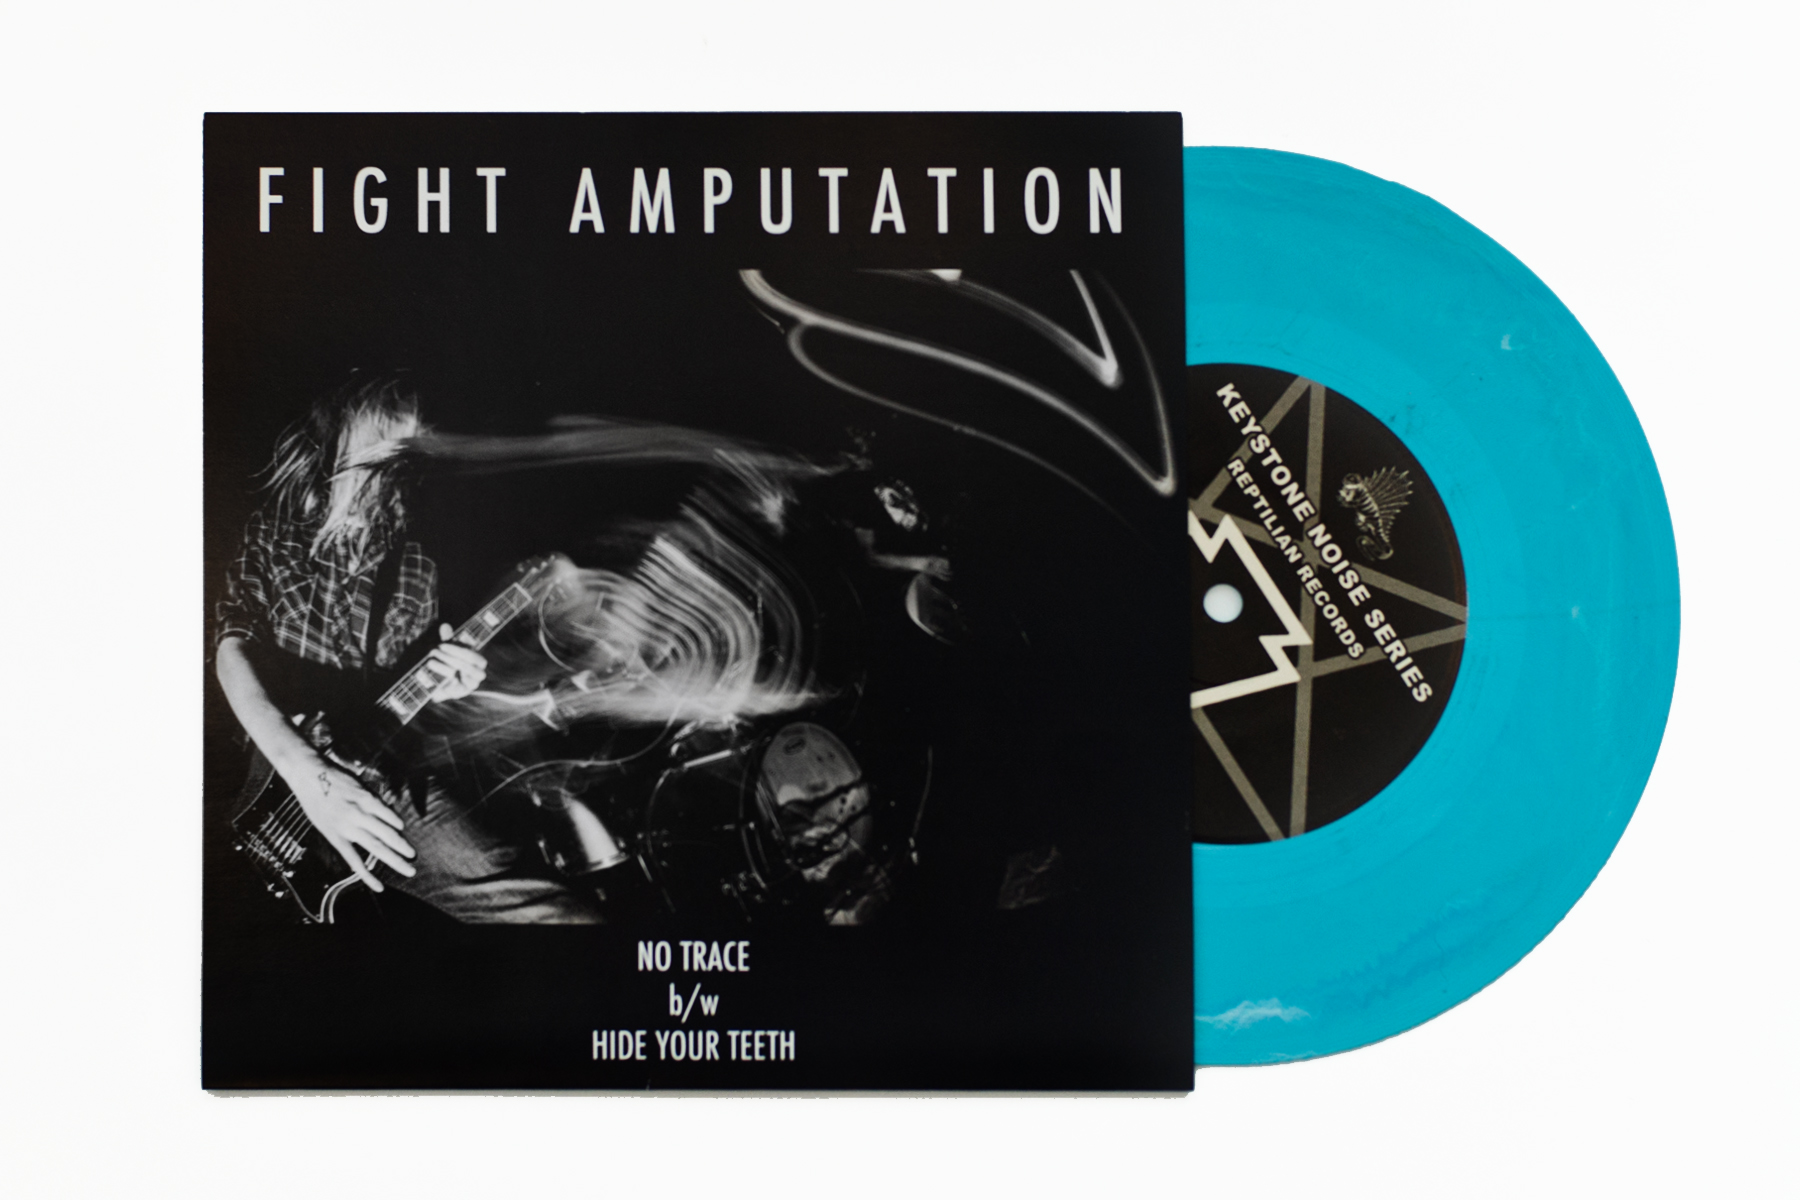 FIGHT AMPUTATION
NO TRACE
b/w
HIDE YOUR TEETH
KEYSTONE NOISE SERIES
REPTILIAN RECORDS